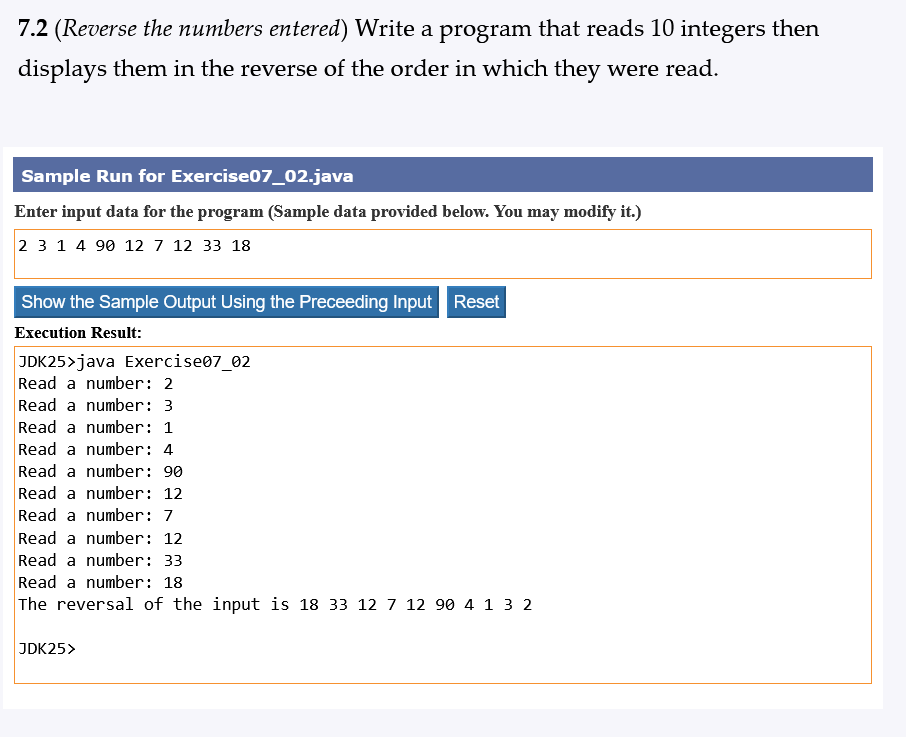 7.2 (Reverse the numbers entered) Write a program that reads 10 integers then
displays them in the reverse of the order in which they were read.
Sample Run for Exercise07_02.java
Enter input data for the program (Sample data provided below. You may modify it.)
2 3 1 4 90 12 7 12 33 18
Show the Sample Output Using the Preceeding Input Reset
Execution Result:
JDK25>java Exercise07_02
Read a number: 2
Read a number: 3
Read a number: 1
Read a number: 4
Read a number: 90
Read a number: 12
Read a number: 7
Read a number: 12
Read a number: 33
Read a number: 18
The reversal of the input is 18 33 12 7 12 90 4 1 3 2
JDK25>